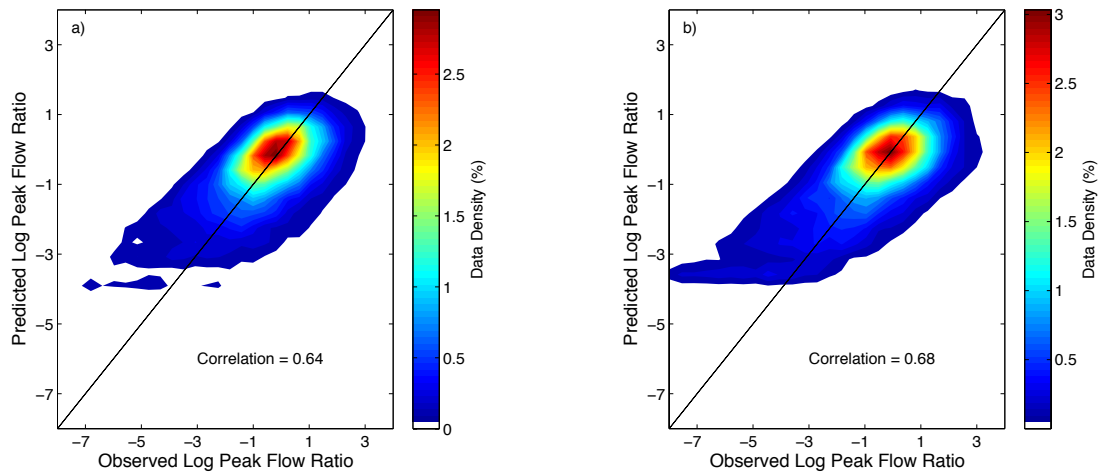 a)
3
1
−1
−3
−5
−7
Predicted Log Peak Flow Ratio
−7 −5 −3 −1 1 3
Observed Log Peak Flow Ratio
Correlation = 0.64
2.5
2
1.5
1
0.5
0
Data Density (%)
b)
3
1
−1
−3
−5
−7
Predicted Log Peak Flow Ratio
−7 −5 −3 −1 1 3
Observed Log Peak Flow Ratio
Correlation = 0.68
3
2.5
2
1.5
1
0.5
Data Density (%)